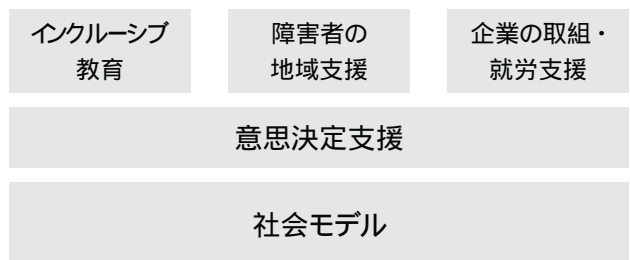 インクルーシブ
教育
障害者の
地域支援
企業の取組・
就労支援
意思決定支援
社会モデル